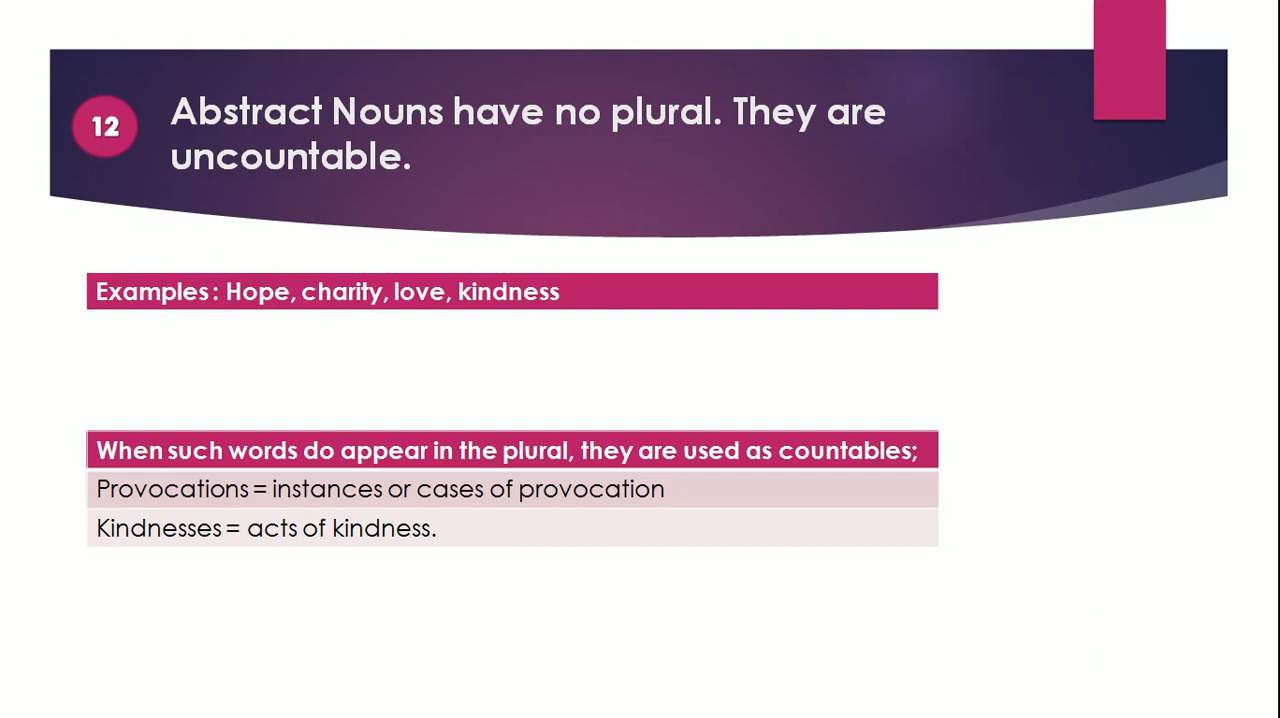 12
Abstract Nouns have no plural. They are
uncountable.
Examples : Hope, charity, love, kindness
When such words do appear in the plural, they are used as countables;
Provocations = instances or cases of provocation
Kindnesses = acts of kindness.